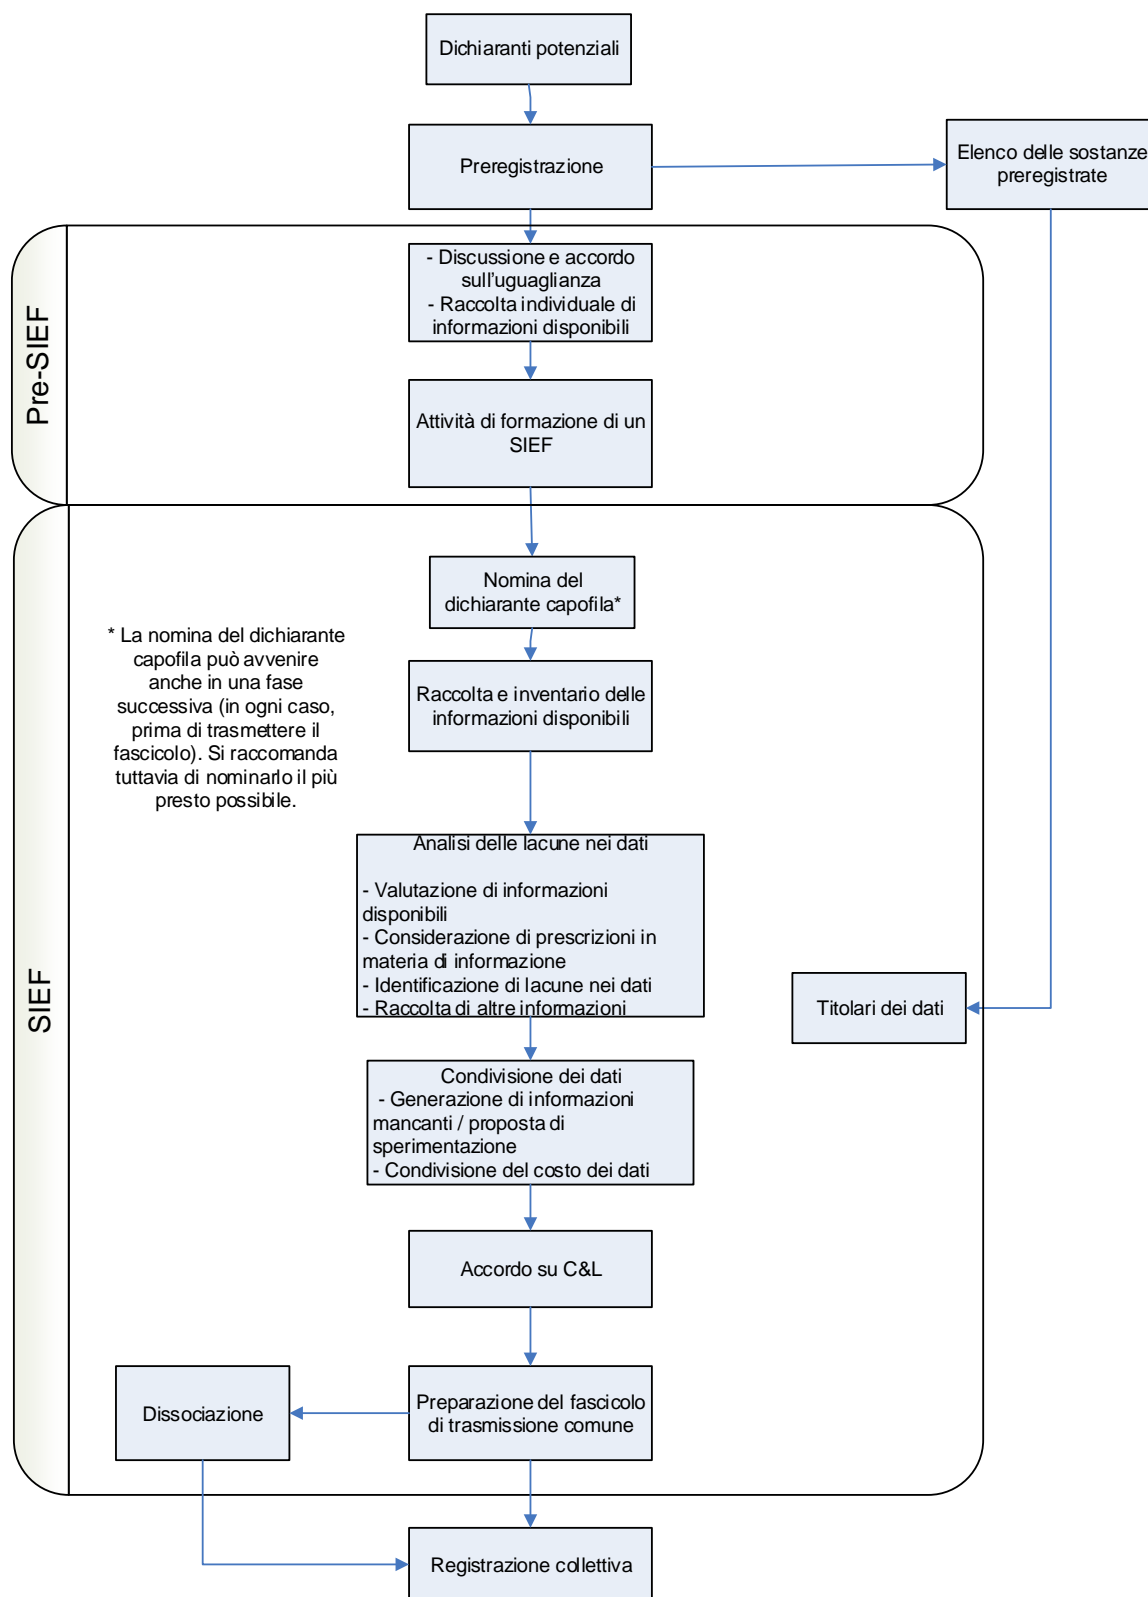 Dichiaranti potenziali
Preregistrazione
Elenco delle sostanze
preregistrate
Pre-SIEF
- Discussione e accordo
sull'uguaglianza
- Raccolta individuale di
informazioni disponibili
Attività di formazione di un
SIEF
SIEF
Nomina del
dichiarante capofila*
* La nomina del dichiarante
capofila può avvenire
anche in una fase
successiva (in ogni caso,
prima di trasmettere il
fascicolo). Si raccomanda
tuttavia di nominarlo il più
presto possibile.
Raccolta e inventario delle
informazioni disponibili
Analisi delle lacune nei dati
- Valutazione di informazioni
disponibili
- Considerazione di prescrizioni in
materia di informazione
- Identificazione di lacune nei dati
- Raccolta di altre informazioni
Titolari dei dati
Condivisione dei dati
- Generazione di informazioni
mancanti / proposta di
sperimentazione
- Condivisione del costo dei dati
Accordo su C&L
Dissociazione
Preparazione del fascicolo
di trasmissione comune
Registrazione collettiva